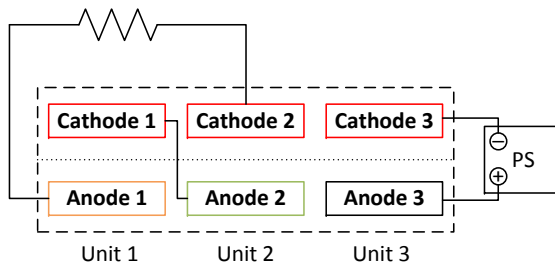 Cathode 1 Cathode 2 Cathode 3
− PS
+
Anode 1 Anode 2 Anode 3
Unit 1 Unit 2 Unit 3